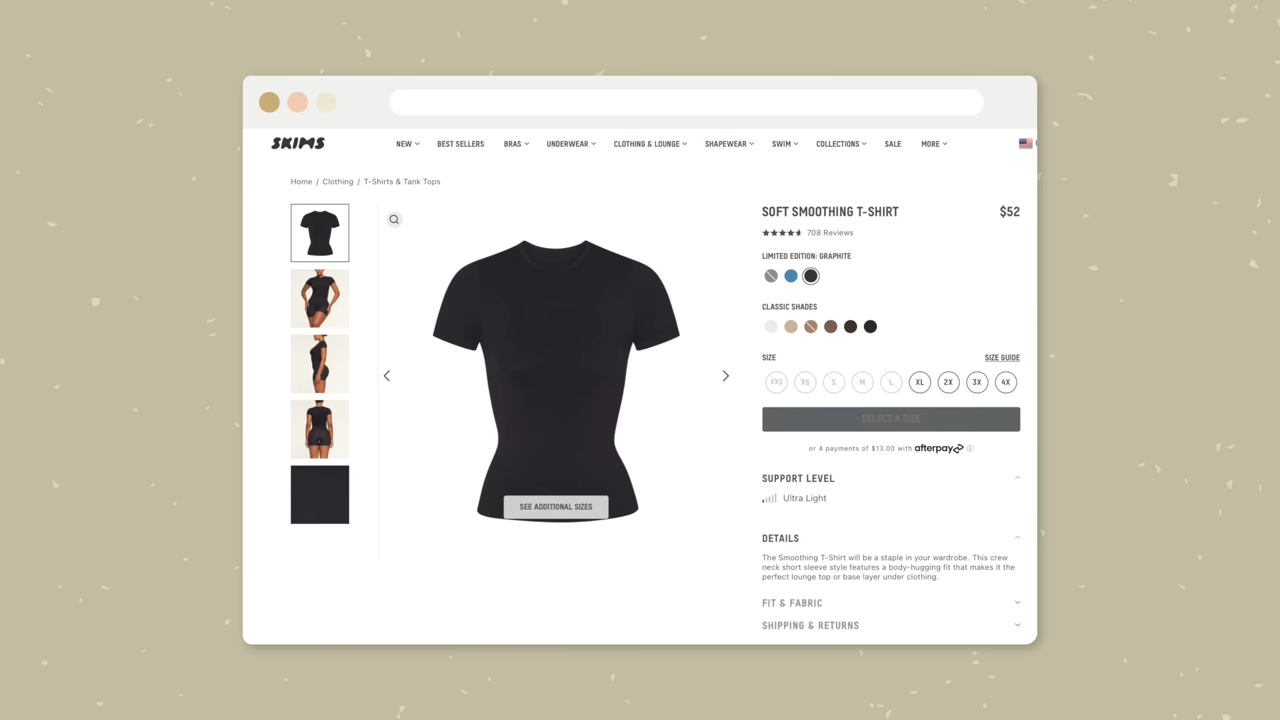 SKIMS
NEW BEST SELLERS BRAS UNDERWEAR CLOTHING & LOUNGE SHAPEWEAR SWIM COLLECTIONS SALE MORE
Home / Clothing / T-Shirts & Tank Tops
SOFT SMOOTHING T-SHIRT $52
708 Reviews
LIMITED EDITION: GRAPHITE
CLASSIC SHADES
SIZE SIZE GUIDE
XXS XS S M L XL 2X 3X 4X
SELECT A SIZE
or 4 payments of $13.00 with afterpay
SUPPORT LEVEL
Ultra Light
SEE ADDITIONAL SIZES
DETAILS
The Smoothing T-Shirt will be a staple in your wardrobe. This crew
neck short sleeve style features a body-hugging fit that makes it the
perfect lounge top or base layer under clothing.
FIT & FABRIC
SHIPPING & RETURNS